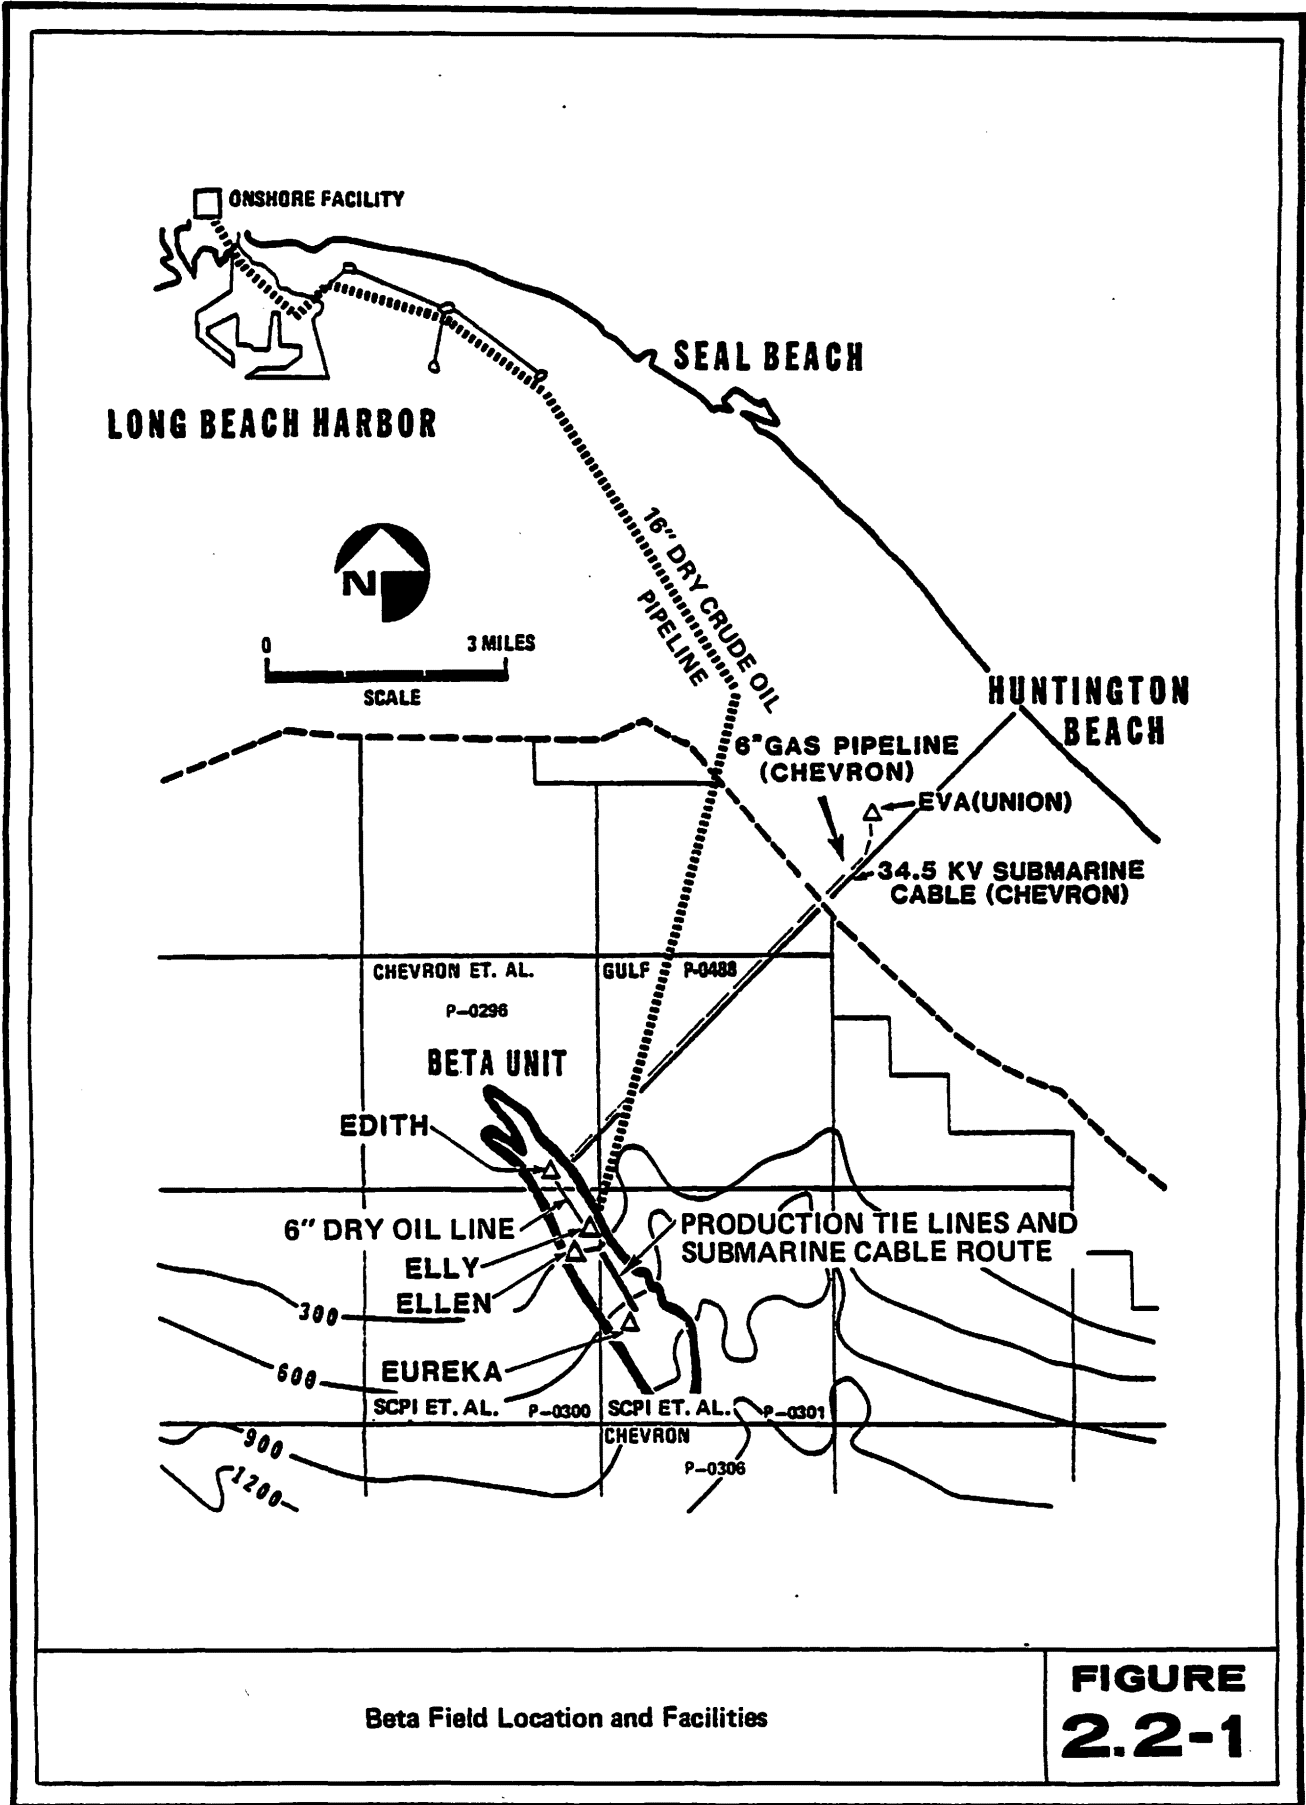 ONSHORE FACILITY
SEAL BEACH
LONG BEACH HARBOR
16" DRY CRUDE OIL
PIPELINE
N
0 3 MILES
SCALE
HUNTINGTON
BEACH
6" GAS PIPELINE
(CHEVRON)
EVA(UNION)
34.5 KV SUBMARINE
CABLE (CHEVRON)
CHEVRON ET. AL.
GULF P-0488
P-0296
BETA UNIT
EDITH
6" DRY OIL LINE
PRODUCTION TIE LINES AND
SUBMARINE CABLE ROUTE
ELLY
ELLEN
300
EUREKA
600
SCPI ET. AL. P-0300
SCPI ET. AL. P-0301
CHEVRON
900
P-0306
1200
Beta Field Location and Facilities
FIGURE
2.2-1